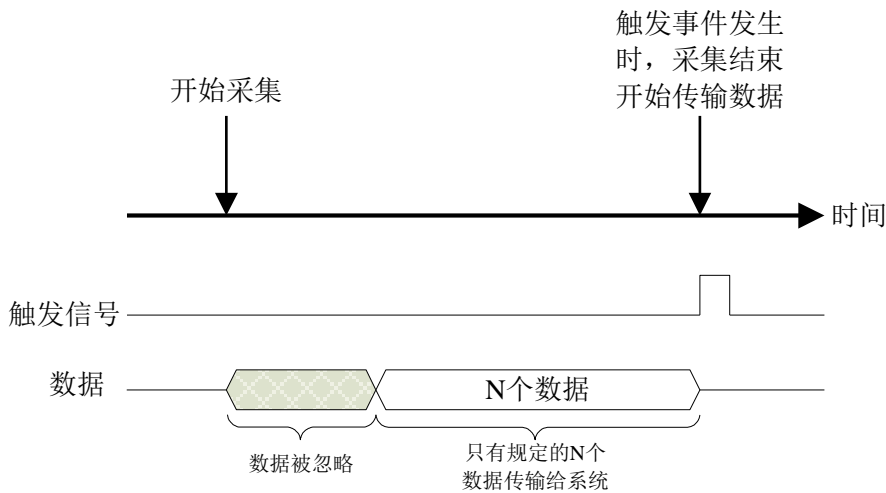 触发事件发生
时，采集结束
开始传输数据
开始采集
时间
触发信号
数据
N个数据
数据被忽略
只有规定的N个
数据传输给系统